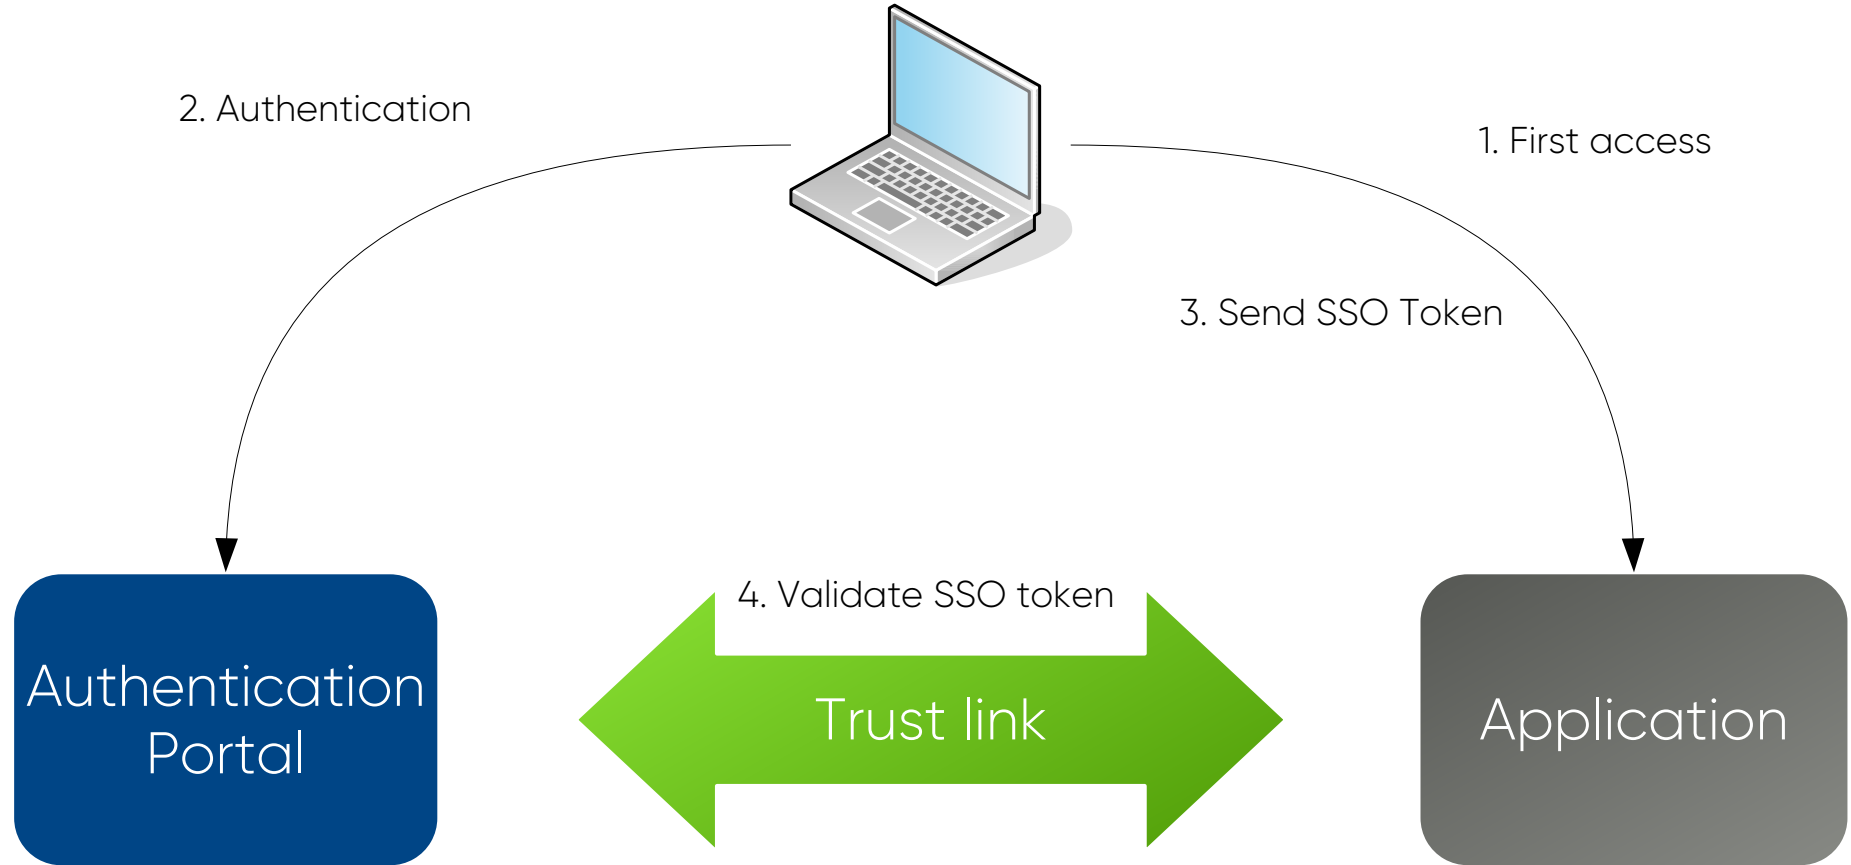 2. Authentication
1. First access
3. Send SSO Token
4. Validate SSO token
Authentication
Portal
Trust link
Application